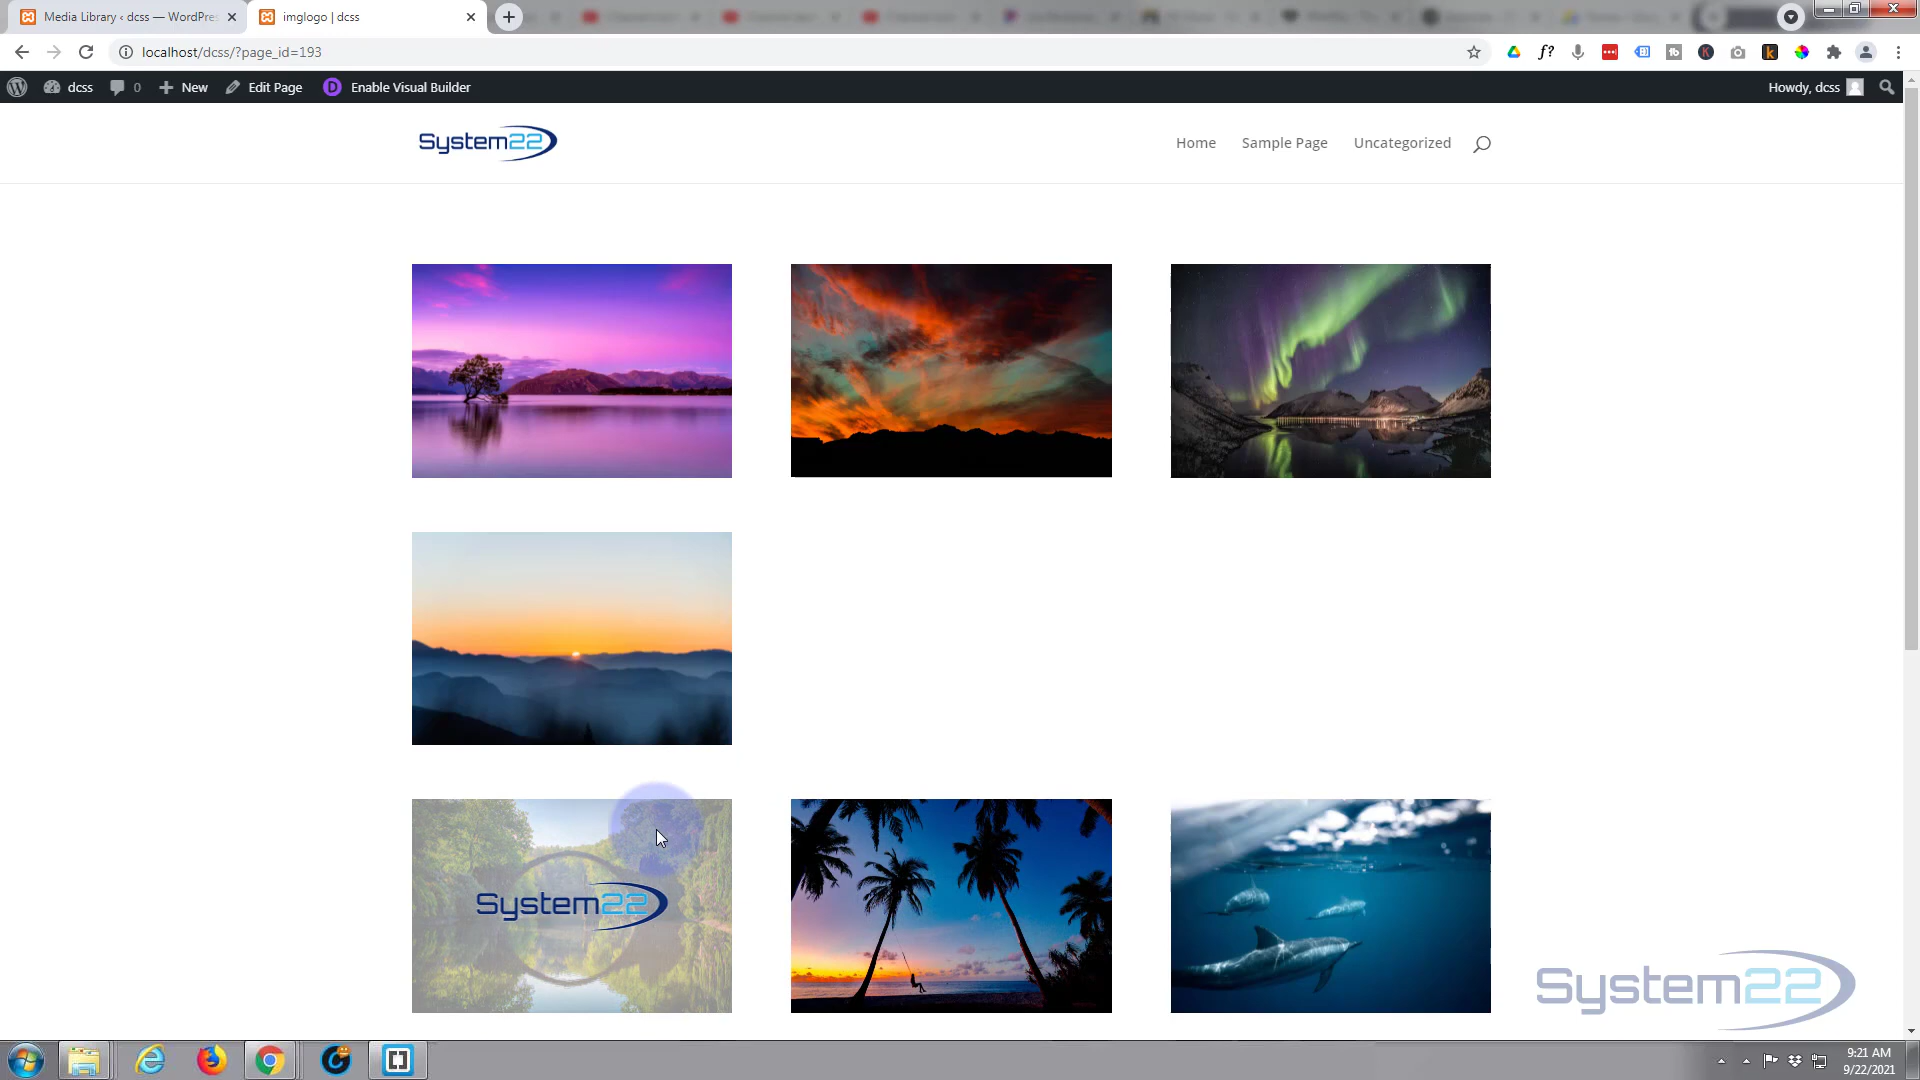 Media Library ‹ dcss — WordPre
imglogo | dcss
localhost/dcss/?page_id=193
dcss
0
New
Edit Page
Enable Visual Builder
Howdy, dcss
System22
Home
Sample Page
Uncategorized
System22
System22
9:21 AM
9/22/2021